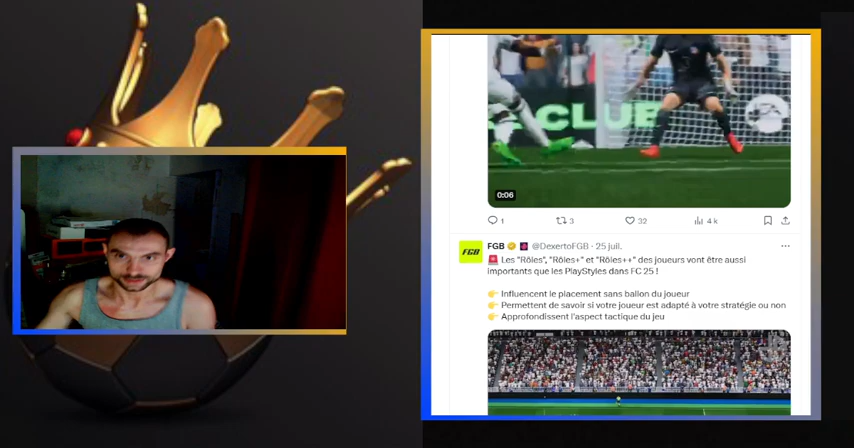 CLUB
EA
0:06
1
3
32
4 k
FGB
FGB @DexertoFGB · 25 juil.
🚨 Les "Rôles", "Rôles+" et "Rôles++" des joueurs vont être aussi
importants que les PlayStyles dans FC 25 !
👉 Influencent le placement sans ballon du joueur
👉 Permettent de savoir si votre joueur est adapté à votre stratégie ou non
👉 Approfondissent l'aspect tactique du jeu